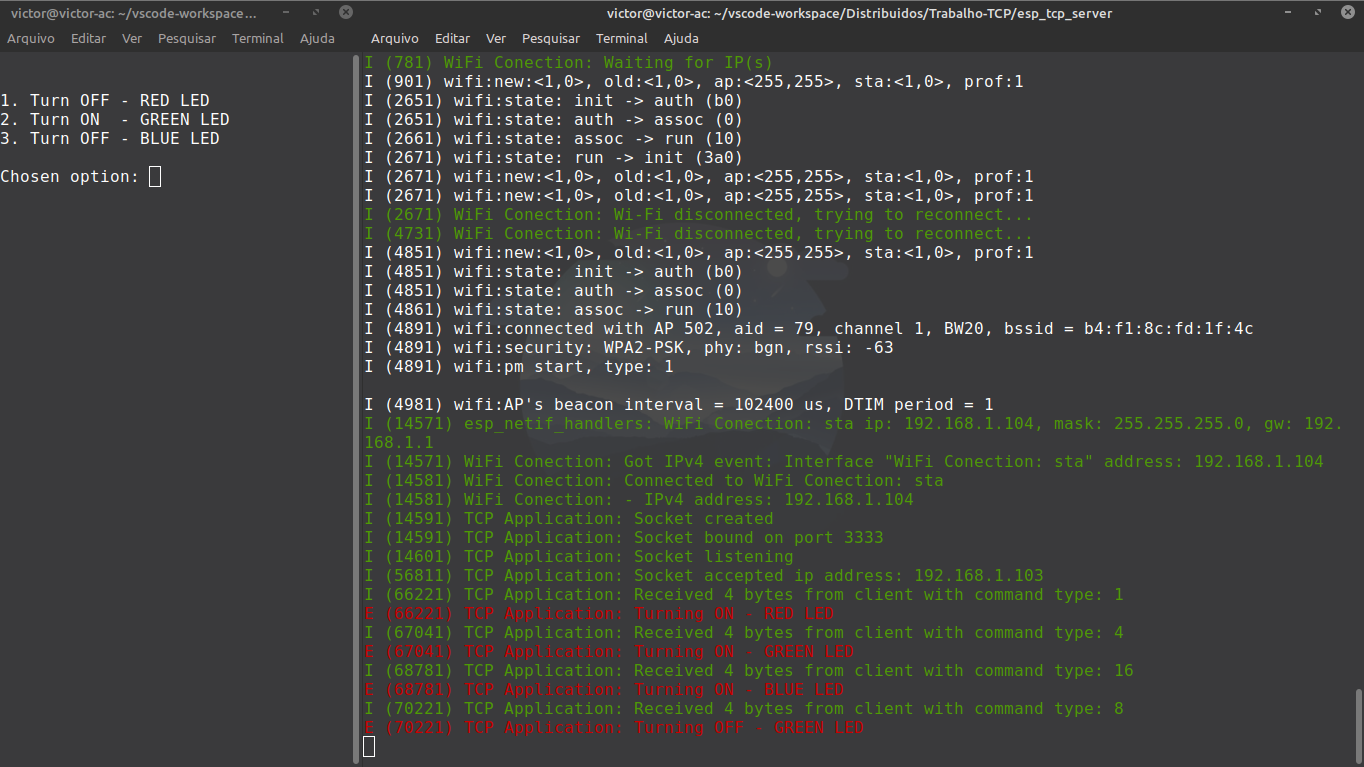 victor@victor-ac: ~/vscode-workspace...
Arquivo Editar Ver Pesquisar Terminal Ajuda
1. Turn OFF - RED LED
2. Turn ON  - GREEN LED
3. Turn OFF - BLUE LED
Chosen option:
victor@victor-ac: ~/vscode-workspace/Distribuidos/Trabalho-TCP/esp_tcp_server
Arquivo Editar Ver Pesquisar Terminal Ajuda
I (781) WiFi Conection: Waiting for IP(s)
I (901) wifi:new:<1,0>, old:<1,0>, ap:<255,255>, sta:<1,0>, prof:1
I (2651) wifi:state: init -> auth (b0)
I (2651) wifi:state: auth -> assoc (0)
I (2661) wifi:state: assoc -> run (10)
I (2671) wifi:state: run -> init (3a0)
I (2671) wifi:new:<1,0>, old:<1,0>, ap:<255,255>, sta:<1,0>, prof:1
I (2671) wifi:new:<1,0>, old:<1,0>, ap:<255,255>, sta:<1,0>, prof:1
I (2671) WiFi Conection: Wi-Fi disconnected, trying to reconnect...
I (4731) WiFi Conection: Wi-Fi disconnected, trying to reconnect...
I (4851) wifi:new:<1,0>, old:<1,0>, ap:<255,255>, sta:<1,0>, prof:1
I (4851) wifi:state: init -> auth (b0)
I (4851) wifi:state: auth -> assoc (0)
I (4861) wifi:state: assoc -> run (10)
I (4891) wifi:connected with AP 502, aid = 79, channel 1, BW20, bssid = b4:f1:8c:fd:1f:4c
I (4891) wifi:security: WPA2-PSK, phy: bgn, rssi: -63
I (4891) wifi:pm start, type: 1
I (4981) wifi:AP's beacon interval = 102400 us, DTIM period = 1
I (14571) esp_netif_handlers: WiFi Conection: sta ip: 192.168.1.104, mask: 255.255.255.0, gw: 192.
168.1.1
I (14571) WiFi Conection: Got IPv4 event: Interface "WiFi Conection: sta" address: 192.168.1.104
I (14581) WiFi Conection: Connected to WiFi Conection: sta
I (14581) WiFi Conection: - IPv4 address: 192.168.1.104
I (14591) TCP Application: Socket created
I (14591) TCP Application: Socket bound on port 3333
I (14601) TCP Application: Socket listening
I (56811) TCP Application: Socket accepted ip address: 192.168.1.103
I (66221) TCP Application: Received 4 bytes from client with command type: 1
E (66221) TCP Application: Turning ON - RED LED
I (67041) TCP Application: Received 4 bytes from client with command type: 4
E (67041) TCP Application: Turning ON - GREEN LED
I (68781) TCP Application: Received 4 bytes from client with command type: 16
E (68781) TCP Application: Turning ON - BLUE LED
I (70221) TCP Application: Received 4 bytes from client with command type: 8
E (70221) TCP Application: Turning OFF - GREEN LED